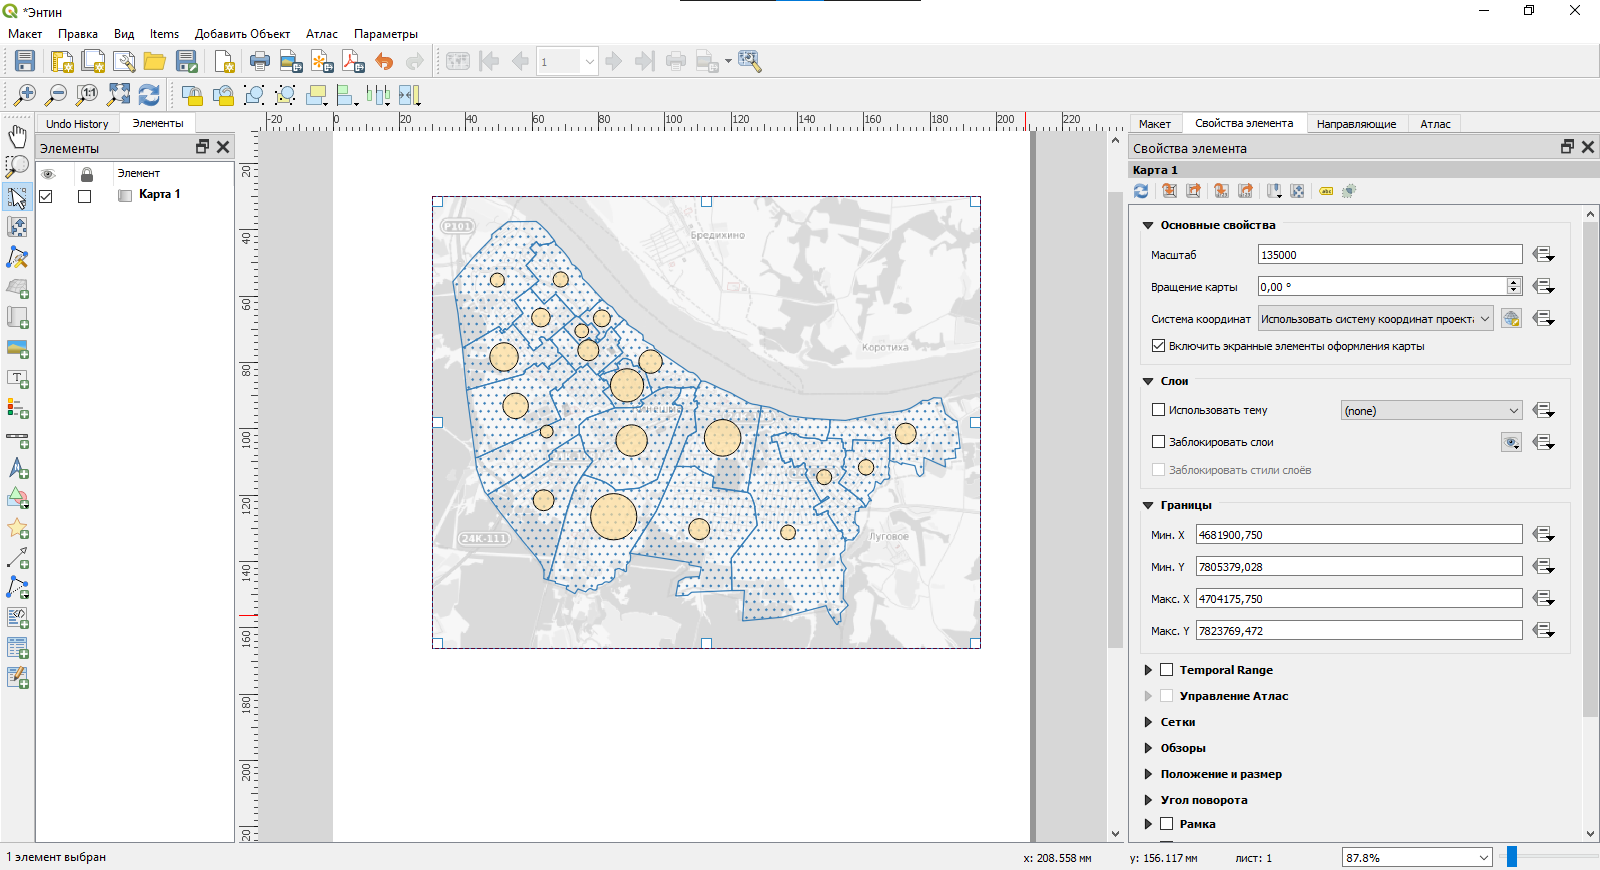 *Энтин
Макет Правка Вид Items Добавить Объект Атлас Параметры
1
Undo History Элементы
Элементы
Элемент
Карта 1
-20 0 20 40 60 80 100 120 140 160 180 200 220
20
40
60
80
100
120
140
160
180
200
Р101
Бредихино
Коротиха
Луговое
24К-111
Макет Свойства элемента Направляющие Атлас
Свойства элемента
Карта 1
Основные свойства
Масштаб 135000
Вращение карты 0,00 °
Система координат Использовать систему координат проекта
Включить экранные элементы оформления карты
Слои
Использовать тему (none)
Заблокировать слои
Заблокировать стили слоёв
Границы
Мин. X 4681900,750
Мин. Y 7805379,028
Макс. X 4704175,750
Макс. Y 7823769,472
Temporal Range
Управление Атлас
Сетки
Обзоры
Положение и размер
Угол поворота
Рамка
1 элемент выбран
x: 208.558 мм y: 156.117 мм лист: 1 87.8%